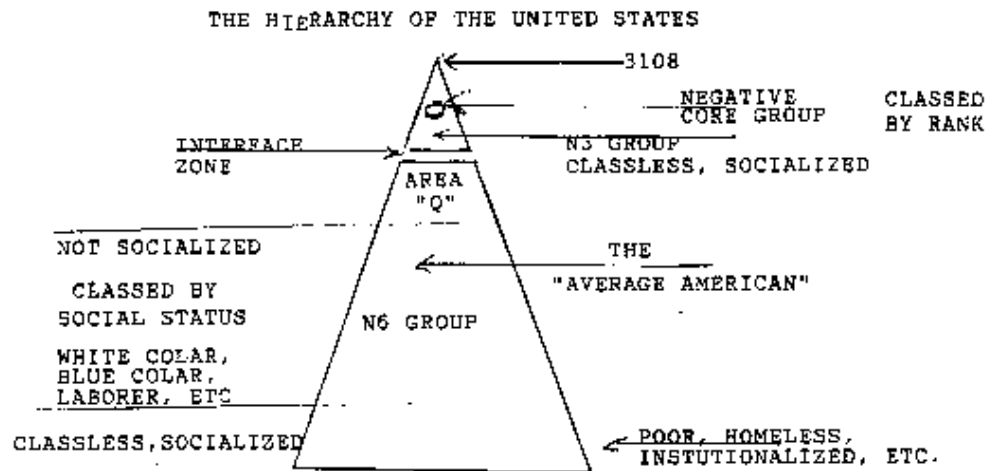 THE HIERARCHY OF THE UNITED STATES
3108
NEGATIVE
CORE GROUP
CLASSED
BY RANK
INTERFACE
ZONE
N3 GROUP
CLASSLESS, SOCIALIZED
AREA
"Q"
NOT SOCIALIZED
THE
"AVERAGE AMERICAN"
CLASSED BY
SOCIAL STATUS
N6 GROUP
WHITE COLAR,
BLUE COLAR,
LABORER, ETC
CLASSLESS,SOCIALIZED
POOR, HOMELESS,
INSTUTIONALIZED, ETC.